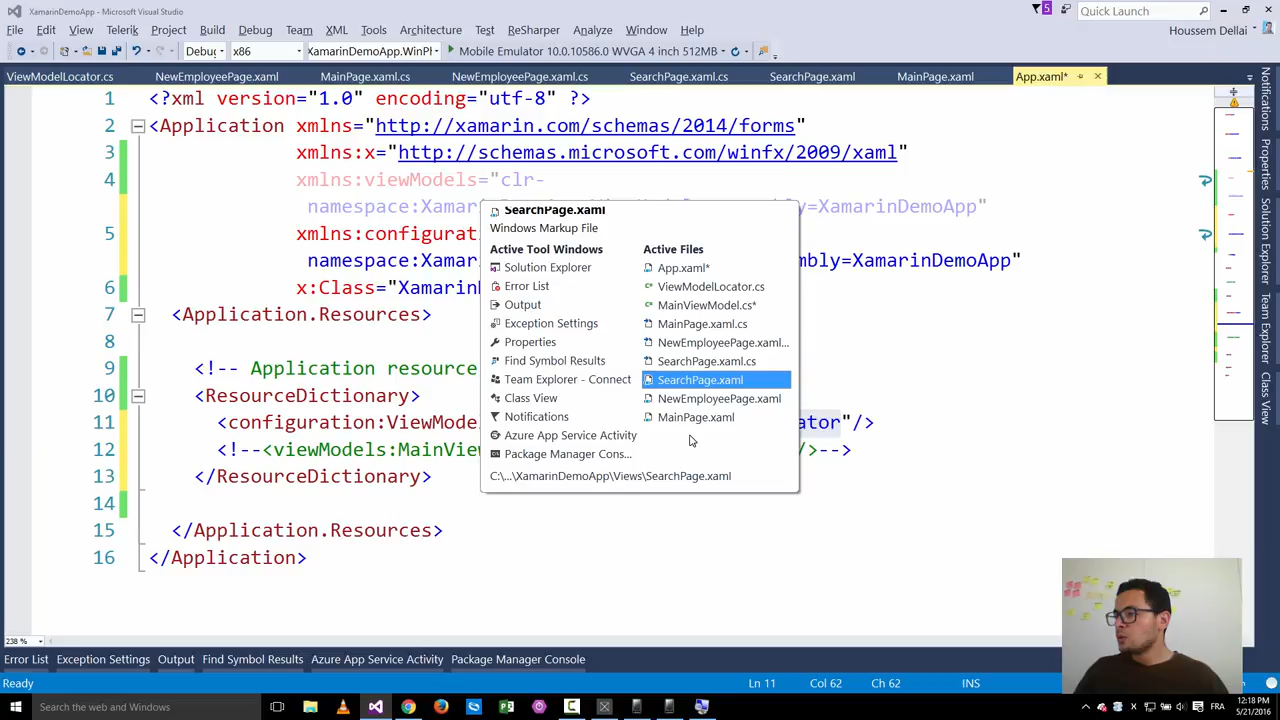 XamarinDemoApp - Microsoft Visual Studio
5
Quick Launch
File Edit View Telerik Project Build Debug Team XML Tools Architecture Test ReSharper Analyze Window Help
Houssem Dellai
Debug x86 XamarinDemoApp.WinPh Mobile Emulator 10.0.10586.0 WVGA 4 inch 512MB
ViewModelLocator.cs NewEmployeePage.xaml MainPage.xaml.cs NewEmployeePage.xaml.cs SearchPage.xaml.cs SearchPage.xaml MainPage.xaml App.xaml*
1 <?xml version="1.0" encoding="utf-8" ?>
2 <Application xmlns="http://xamarin.com/schemas/2014/forms"
3 xmlns:x="http://schemas.microsoft.com/winfx/2009/xaml"
4 xmlns:viewModels="clr-
namespace:Xamar =XamarinDemoApp"
5 xmlns:configurat
namespace:Xamar mbly=XamarinDemoApp"
6 x:Class="Xamarin
7 <Application.Resources>
8
9 <!-- Application resource
10 <ResourceDictionary>
11 <configuration:ViewMode ator"/>
12 <!--<viewModels:MainView />-->
13 </ResourceDictionary>
14
15 </Application.Resources>
16 </Application>
SearchPage.xaml
Windows Markup File
Active Tool Windows
Solution Explorer
Error List
Output
Exception Settings
Properties
Find Symbol Results
Team Explorer - Connect
Class View
Notifications
Azure App Service Activity
Package Manager Cons...
Active Files
App.xaml*
ViewModelLocator.cs
MainViewModel.cs*
MainPage.xaml.cs
NewEmployeePage.xaml...
SearchPage.xaml.cs
SearchPage.xaml
NewEmployeePage.xaml
MainPage.xaml
C:\...\XamarinDemoApp\Views\SearchPage.xaml
Notifications
Properties
Solution Explorer
Team Explorer
Class View
238 %
Error List Exception Settings Output Find Symbol Results Azure App Service Activity Package Manager Console
Ready Ln 11 Col 62 Ch 62 INS
Search the web and Windows
FRA
12:18 PM
5/21/2016